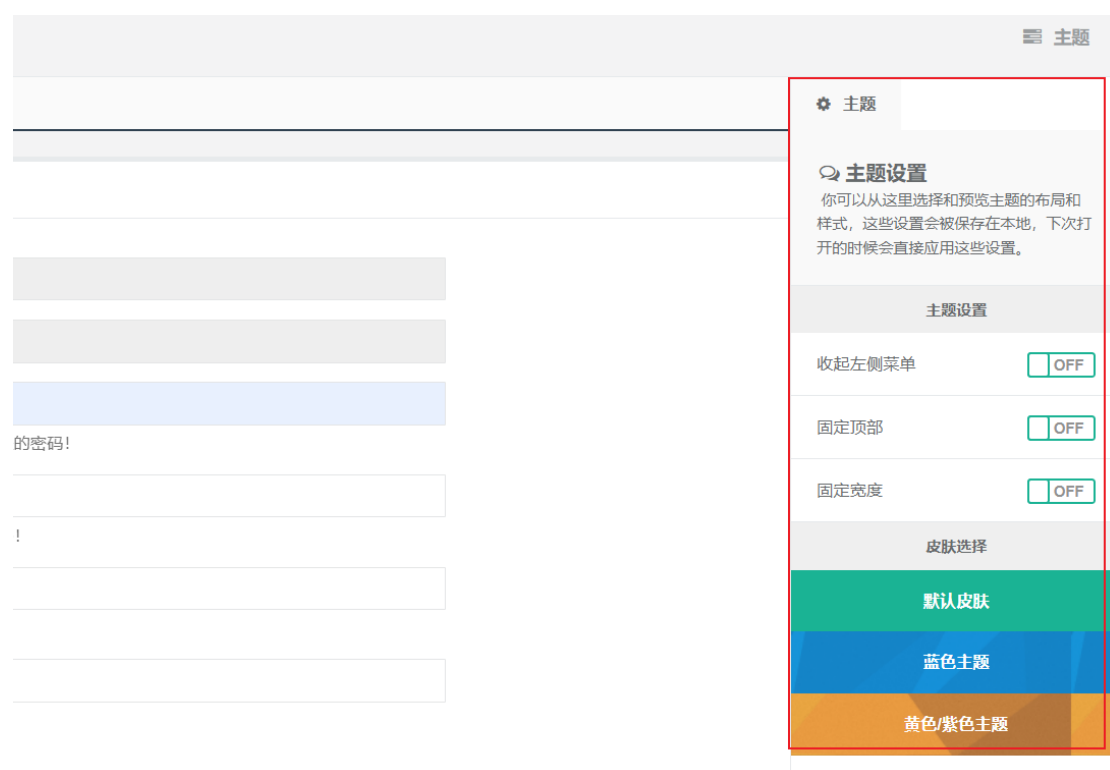 主题
主题
主题设置
你可以从这里选择和预览主题的布局和
样式，这些设置会被保存在本地，下次打
开的时候会直接应用这些设置。
主题设置
收起左侧菜单 OFF
的密码!
固定顶部 OFF
固定宽度 OFF
!
皮肤选择
默认皮肤
蓝色主题
黄色/紫色主题